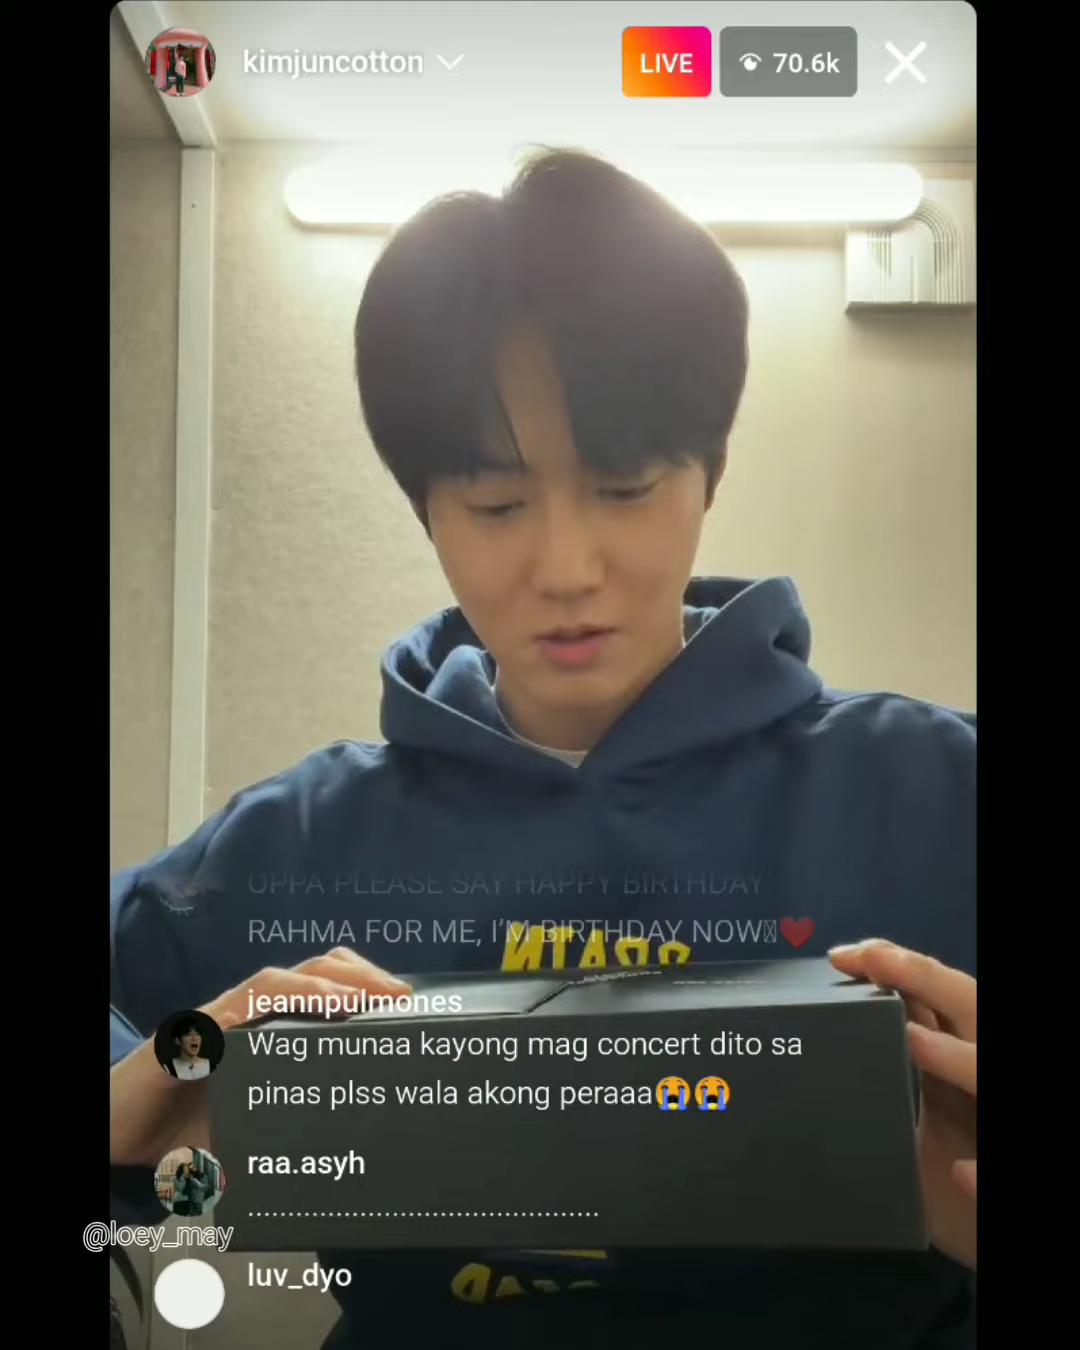 kimjuncotton
LIVE
70.6k
OPPA PLEASE SAY HAPPY BIRTHDAY
RAHMA FOR ME, I'M BIRTHDAY NOW❤️
jeannpulmones
Wag munaa kayong mag concert dito sa
pinas plss wala akong peraaa😭😭
raa.asyh
............................................
@loey_may
luv_dyo